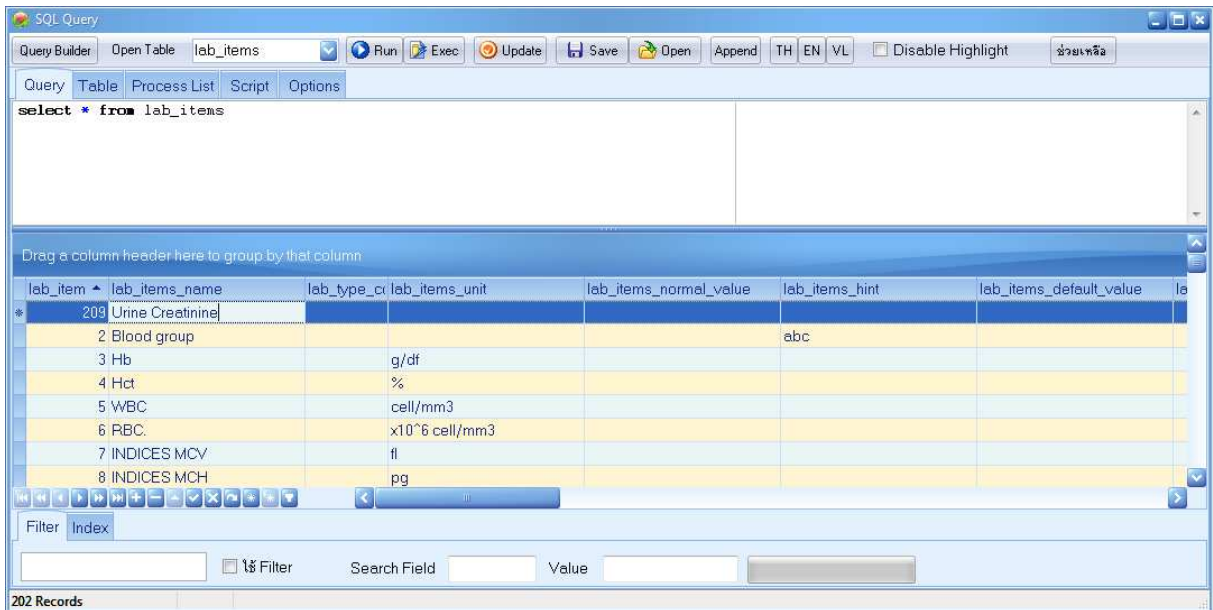 SQL Query
Query Builder Open Table lab_items Run Exec Update Save Open Append TH EN VL Disable Highlight ช่วยเหลือ
Query Table Process List Script Options
select * from lab_items
Drag a column header here to group by that column
lab_item lab_items_name lab_type_co lab_items_unit lab_items_normal_value lab_items_hint lab_items_default_value la
209 Urine Creatinine
2 Blood group abc
3 Hb g/df
4 Hct %
5 WBC cell/mm3
6 RBC. x10^6 cell/mm3
7 INDICES MCV fl
8 INDICES MCH pg
Filter Index
ใช้ Filter Search Field Value
202 Records